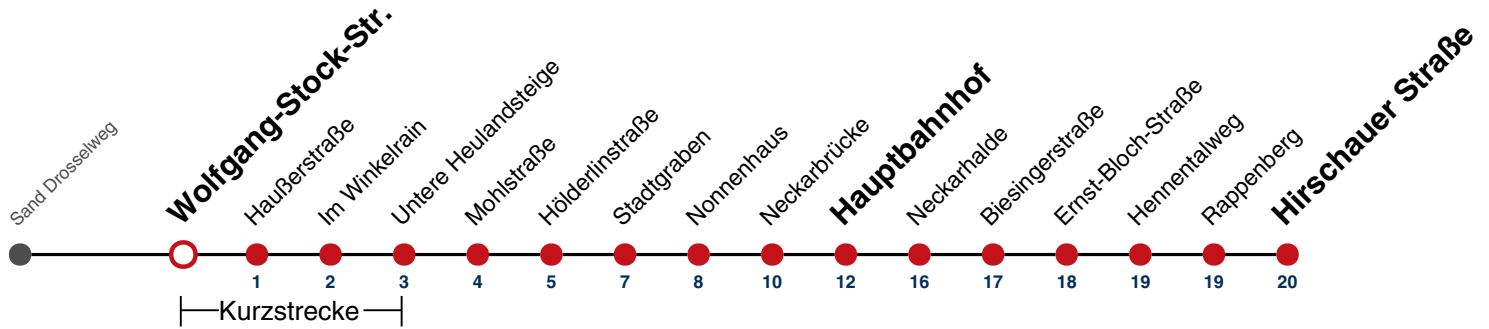 Sand Drosselweg
Wolfgang-Stock-Str.
Haußerstraße
Im Winkelrain
Untere Heulandsteige
Mohlstraße
Hölderlinstraße
Stadtgraben
Nonnenhaus
Neckarbrücke
Hauptbahnhof
Neckarhalde
Biesingerstraße
Ernst-Bloch-Straße
Hennentalweg
Rappenberg
Hirschauer Straße
1 2 3 4 5 7 8 10 12 16 17 18 19 19 20
Kurzstrecke